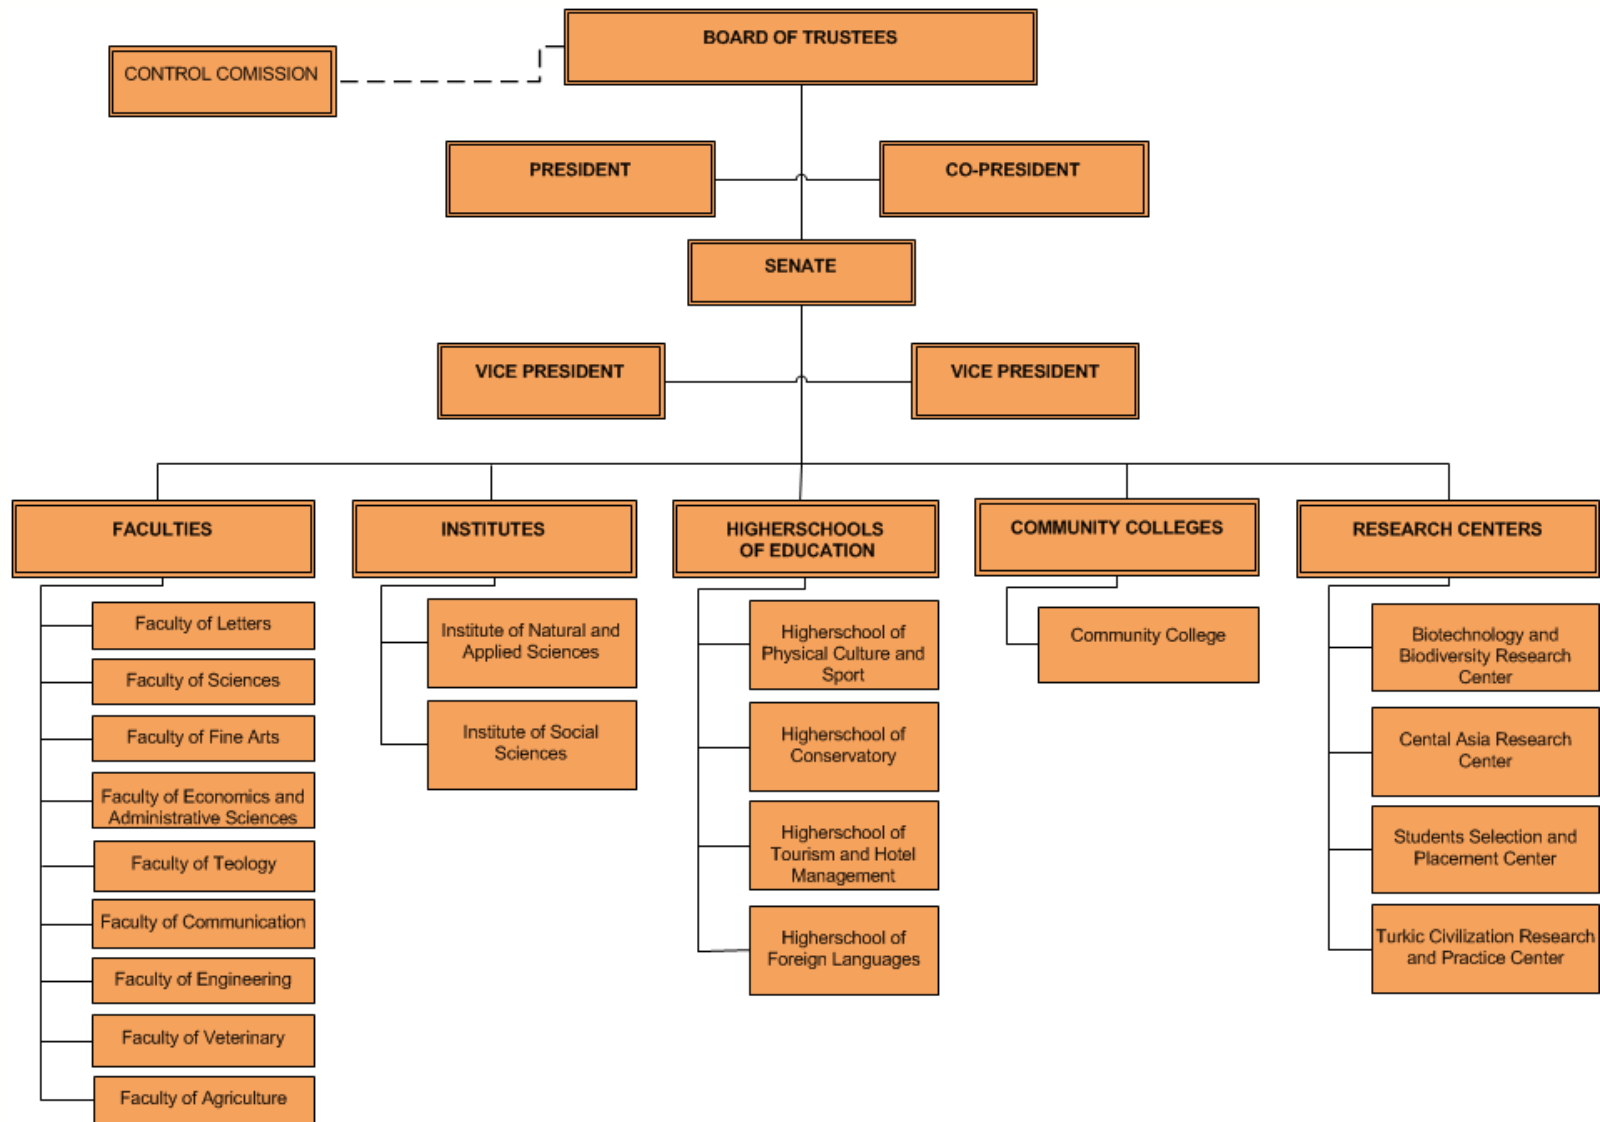 BOARD OF TRUSTEES
CONTROL COMISSION
PRESIDENT
CO-PRESIDENT
SENATE
VICE PRESIDENT
VICE PRESIDENT
FACULTIES
INSTITUTES
HIGHERSCHOOLS
OF EDUCATION
COMMUNITY COLLEGES
RESEARCH CENTERS
Faculty of Letters
Faculty of Sciences
Faculty of Fine Arts
Faculty of Economics and
Administrative Sciences
Faculty of Teology
Faculty of Communication
Faculty of Engineering
Faculty of Veterinary
Faculty of Agriculture
Institute of Natural and
Applied Sciences
Institute of Social
Sciences
Higherschool of
Physical Culture and
Sport
Higherschool of
Conservatory
Higherschool of
Tourism and Hotel
Management
Higherschool of
Foreign Languages
Community College
Biotechnology and
Biodiversity Research
Center
Cental Asia Research
Center
Students Selection and
Placement Center
Turkic Civilization Research
and Practice Center